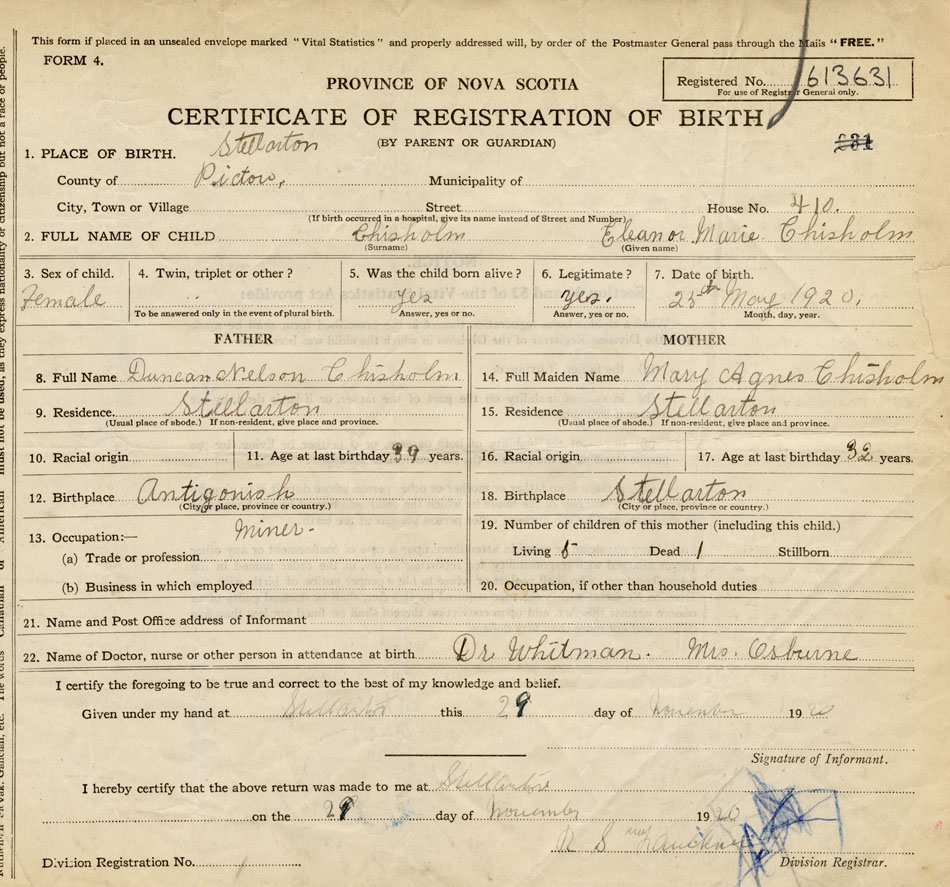 This form if placed in an unsealed envelope marked "Vital Statistics" and properly addressed will, by order of the Postmaster General pass through the Mails "FREE."
FORM 4.
Registered No. 613631
For use of Registrar General only.
PROVINCE OF NOVA SCOTIA
CERTIFICATE OF REGISTRATION OF BIRTH
(BY PARENT OR GUARDIAN)
1. PLACE OF BIRTH. Stellarton
County of Pictou, Municipality of
City, Town or Village Street House No. 410.
(If birth occurred in a hospital, give its name instead of Street and Number)
2. FULL NAME OF CHILD Chisholm Eleanor Marie Chisholm
(Surname) (Given name)
3. Sex of child. 4. Twin, triplet or other? 5. Was the child born alive? 6. Legitimate? 7. Date of birth.
Female yes yes. 25th May 1920.
To be answered only in the event of plural birth. Answer, yes or no. Answer, yes or no. Month, day, year.
FATHER
8. Full Name Duncan Nelson Chisholm
9. Residence. Stellarton
(Usual place of abode.) If non-resident, give place and province.
10. Racial origin 11. Age at last birthday 39 years.
12. Birthplace Antigonish
(City or place, province or country.)
13. Occupation:— Miner-
(a) Trade or profession
(b) Business in which employed
MOTHER
14. Full Maiden Name Mary Agnes Chisholm
15. Residence Stellarton
(Usual place of abode.) If non-resident, give place and province.
16. Racial origin 17. Age at last birthday 32 years.
18. Birthplace Stellarton
(City or place, province or country.)
19. Number of children of this mother (including this child.)
Living 5 Dead 1 Stillborn
20. Occupation, if other than household duties
21. Name and Post Office address of Informant
22. Name of Doctor, nurse or other person in attendance at birth Dr Whitman. Mrs. Osburne
I certify the foregoing to be true and correct to the best of my knowledge and belief.
Given under my hand at Stellarton this 29 day of November 1920
Signature of Informant.
I hereby certify that the above return was made to me at Stellarton
on the 29 day of November 1920
R S
Division Registrar.
Division Registration No.